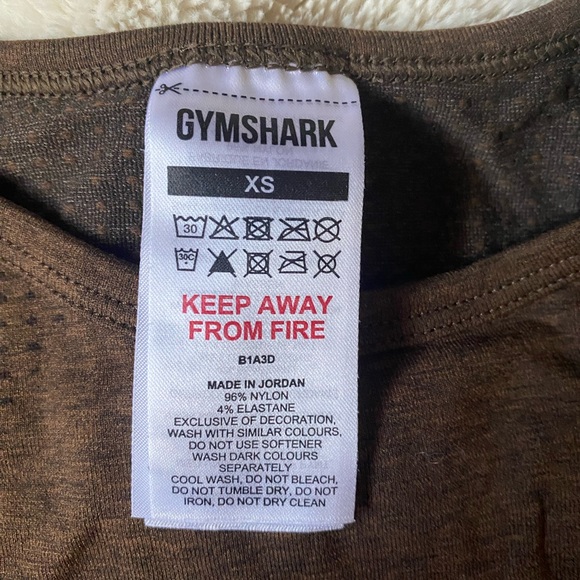 GYMSHARK
XS
30
30C
KEEP AWAY
FROM FIRE
B1A3D
MADE IN JORDAN
96% NYLON
4% ELASTANE
EXCLUSIVE OF DECORATION,
WASH WITH SIMILAR COLOURS,
DO NOT USE SOFTENER
WASH DARK COLOURS
SEPARATELY
COOL WASH, DO NOT BLEACH,
DO NOT TUMBLE DRY, DO NOT
IRON, DO NOT DRY CLEAN